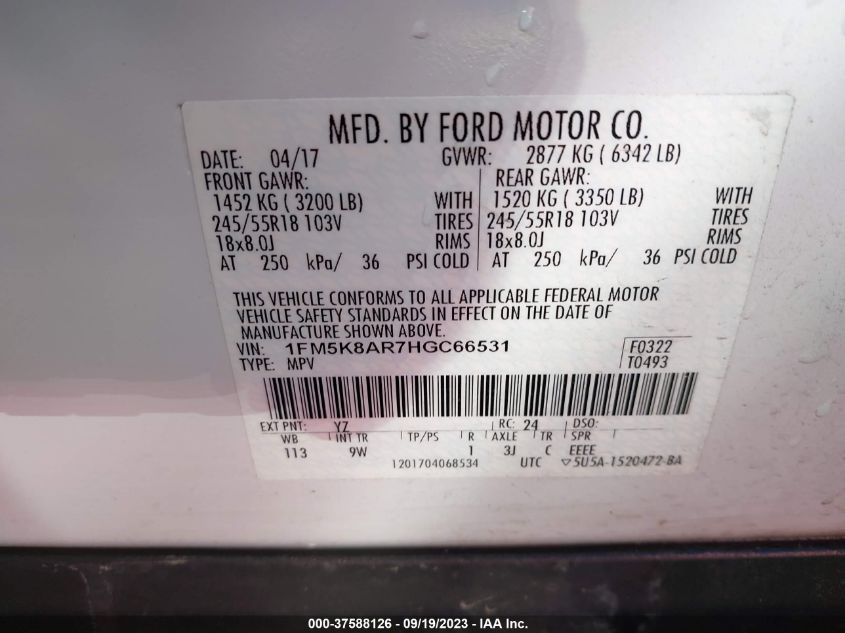 MFD. BY FORD MOTOR CO.
DATE: 04/17 GVWR: 2877 KG ( 6342 LB)
FRONT GAWR: REAR GAWR:
1452 KG ( 3200 LB) WITH 1520 KG ( 3350 LB) WITH
245/55R18 103V TIRES 245/55R18 103V TIRES
18x8.0J RIMS 18x8.0J RIMS
AT 250 kPa/ 36 PSI COLD AT 250 kPa/ 36 PSI COLD
THIS VEHICLE CONFORMS TO ALL APPLICABLE FEDERAL MOTOR
VEHICLE SAFETY STANDARDS IN EFFECT ON THE DATE OF
MANUFACTURE SHOWN ABOVE.
VIN: 1FM5K8AR7HGC66531 F0322
TYPE: MPV T0493
EXT PNT: YZ RC: 24 DSO:
WB INT TR TP/PS R AXLE TR SPR
113 9W 1 3J C EEEE
1201704068534 UTC ▽5U5A-1520472-BA
000-37588126 - 09/19/2023 - IAA Inc.